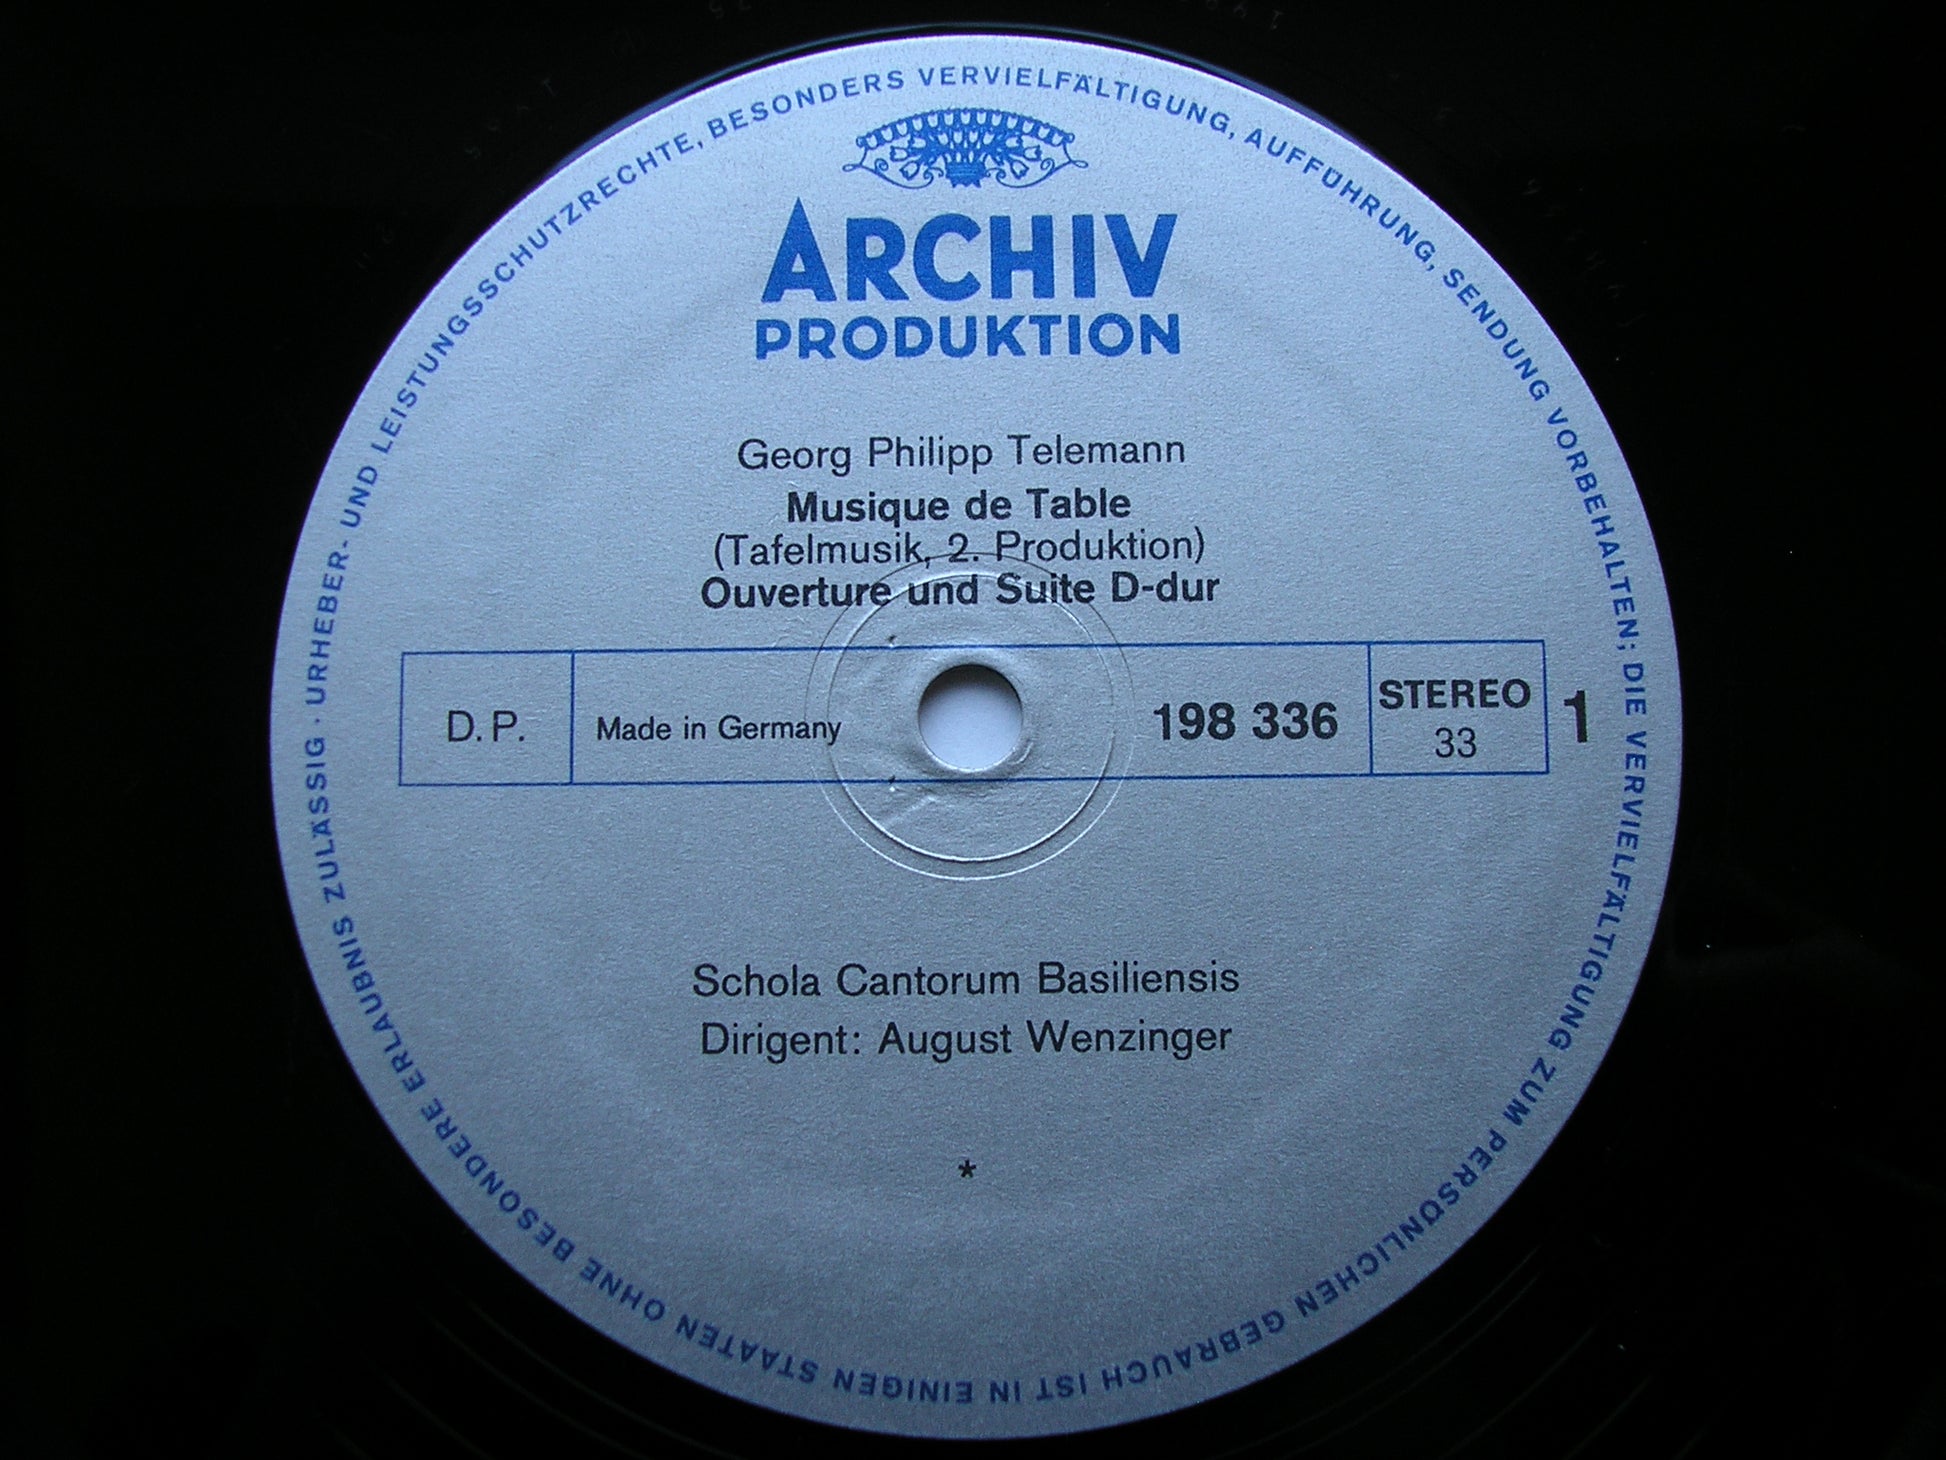 URHEBER- UND LEISTUNGSSCHUTZRECHTE, BESONDERS VERVIELFÄLTIGUNG, AUFFÜHRUNG, SENDUNG VORBEHALTEN; DIE VERVIELFÄLTIGUNG ZUM PERSÖNLICHEN GEBRAUCH IST IN EINIGEN STAATEN OHNE BESONDERE ERLAUBNIS ZULÄSSIG ·
ARCHIV
PRODUKTION
Georg Philipp Telemann
Musique de Table
(Tafelmusik, 2. Produktion)
Ouverture und Suite D-dur
D.P. Made in Germany 198 336 STEREO 33 1
Schola Cantorum Basiliensis
Dirigent: August Wenzinger
*